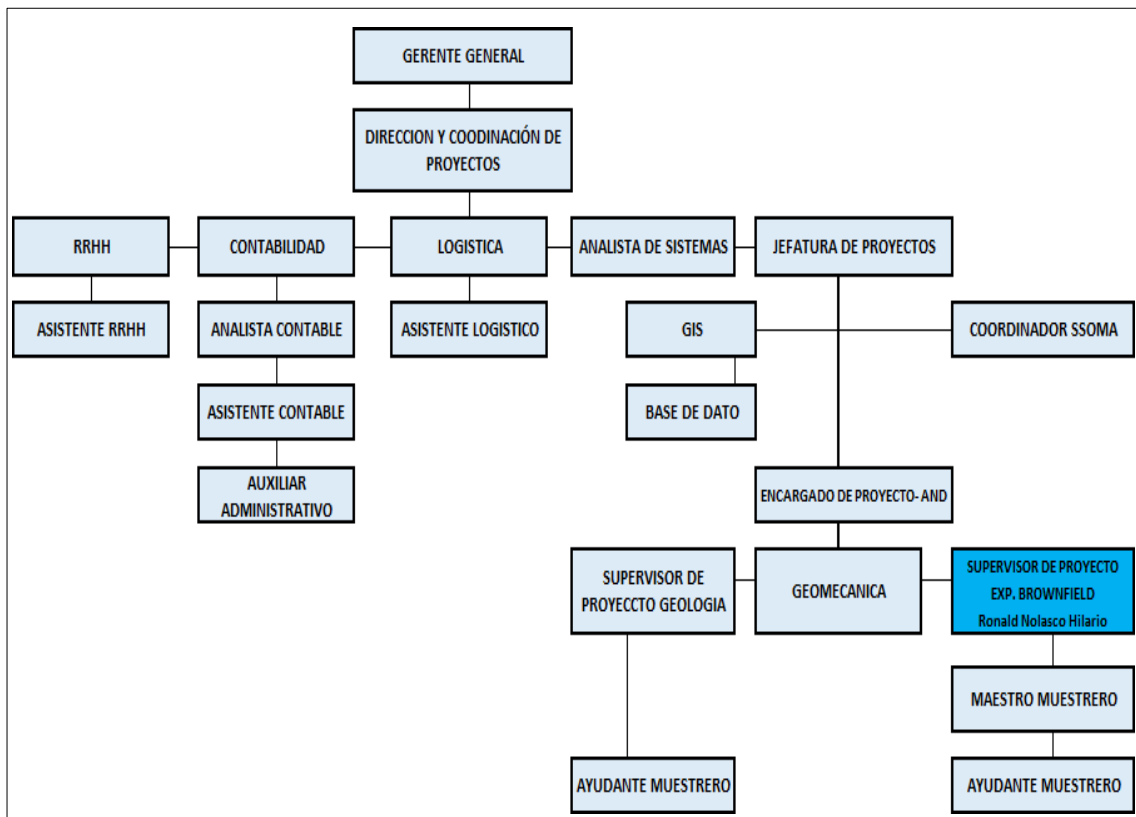 GERENTE GENERAL
DIRECCION Y COODINACIÓN DE
PROYECTOS
RRHH
CONTABILIDAD
LOGISTICA
ANALISTA DE SISTEMAS
JEFATURA DE PROYECTOS
ASISTENTE RRHH
ANALISTA CONTABLE
ASISTENTE LOGISTICO
GIS
COORDINADOR SSOMA
ASISTENTE CONTABLE
BASE DE DATO
AUXILIAR
ADMINISTRATIVO
ENCARGADO DE PROYECTO- AND
SUPERVISOR DE
PROYECCTO GEOLOGIA
GEOMECANICA
SUPERVISOR DE PROYECTO
EXP. BROWNFIELD
Ronald Nolasco Hilario
MAESTRO MUESTRERO
AYUDANTE MUESTRERO
AYUDANTE MUESTRERO